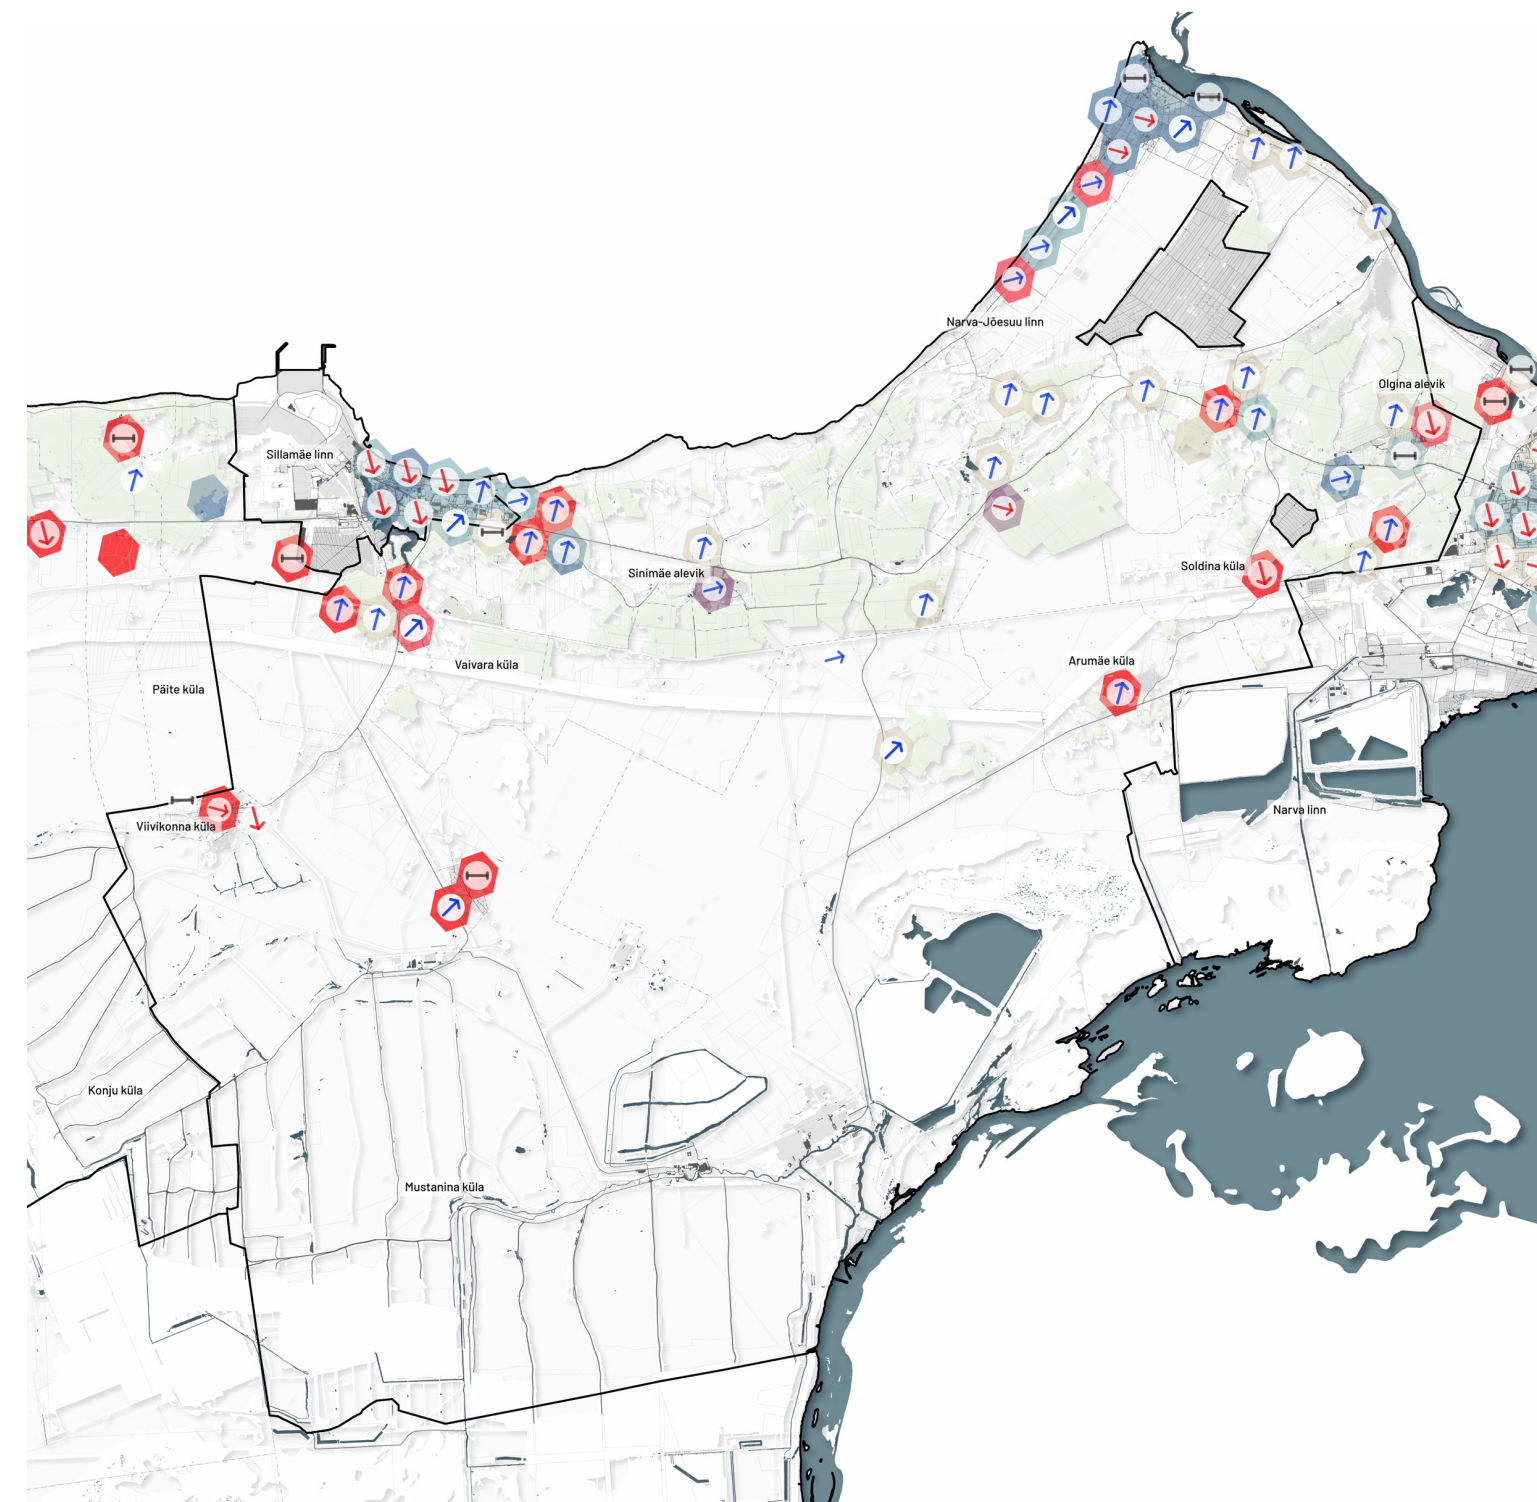 Narva-Jõesuu linn
Olgina alevik
Sillamäe linn
Sinimäe alevik
Soldina küla
Vaivara küla
Arumäe küla
Päite küla
Narva linn
Viivikonna küla
Konju küla
Mustanina küla